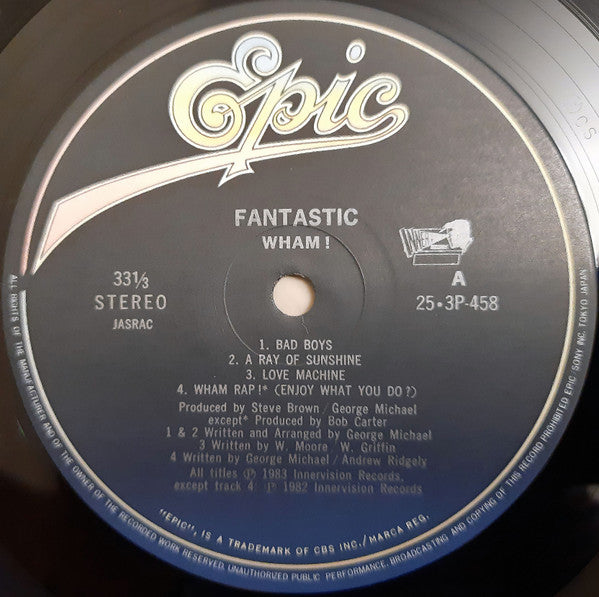 Epic
FANTASTIC
WHAM!
33⅓
STEREO
JASRAC
A
25・3P-458
1. BAD BOYS
2. A RAY OF SUNSHINE
3. LOVE MACHINE
4. WHAM RAP!* (ENJOY WHAT YOU DO?)
Produced by Steve Brown / George Michael
except* Produced by Bob Carter
1 & 2 Written and Arranged by George Michael
3 Written by W. Moore / W. Griffin
4 Written by George Michael / Andrew Ridgely
All titles Ⓟ 1983 Innervision Records,
except track 4: Ⓟ 1982 Innervision Records
"EPIC", IS A TRADEMARK OF CBS INC./MARCA REG.
ALL RIGHTS OF THE MANUFACTURER AND OF THE OWNER OF THE RECORDED WORK RESERVED. UNAUTHORIZED PUBLIC PERFORMANCE, BROADCASTING AND COPYING OF THIS RECORD PROHIBITED EPIC/SONY INC. TOKYO JAPAN